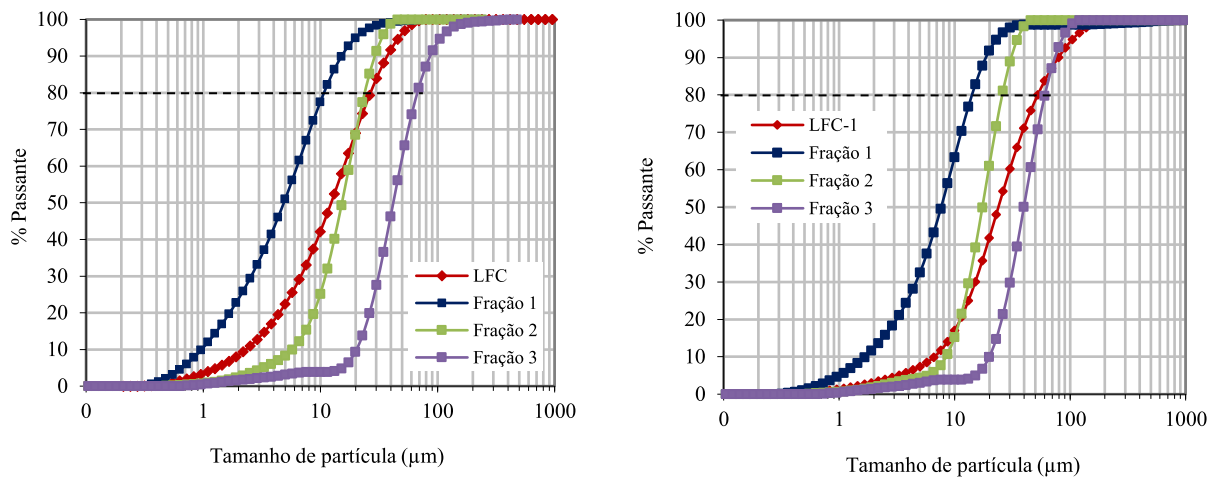 100
90
80
70
60
50
40
30
20
10
0
% Passante
LFC
Fração 1
Fração 2
Fração 3
0 1 10 100 1000
Tamanho de partícula (µm)
100
90
80
70
60
50
40
30
20
10
0
% Passante
LFC-1
Fração 1
Fração 2
Fração 3
0 1 10 100 1000
Tamanho de partícula (µm)